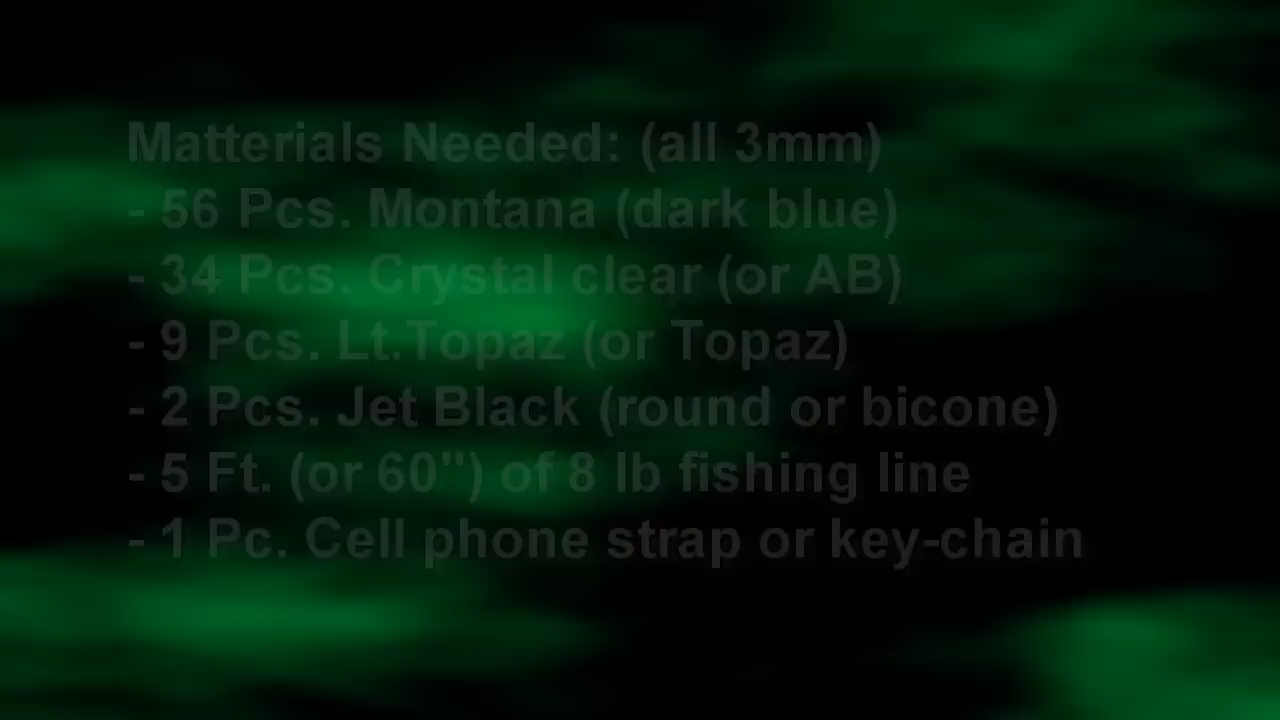 Matterials Needed: (all 3mm)
- 56 Pcs. Montana (dark blue)
- 34 Pcs. Crystal clear (or AB)
- 9 Pcs. Lt.Topaz (or Topaz)
- 2 Pcs. Jet Black (round or bicone)
- 5 Ft. (or 60") of 8 lb fishing line
- 1 Pc. Cell phone strap or key-chain